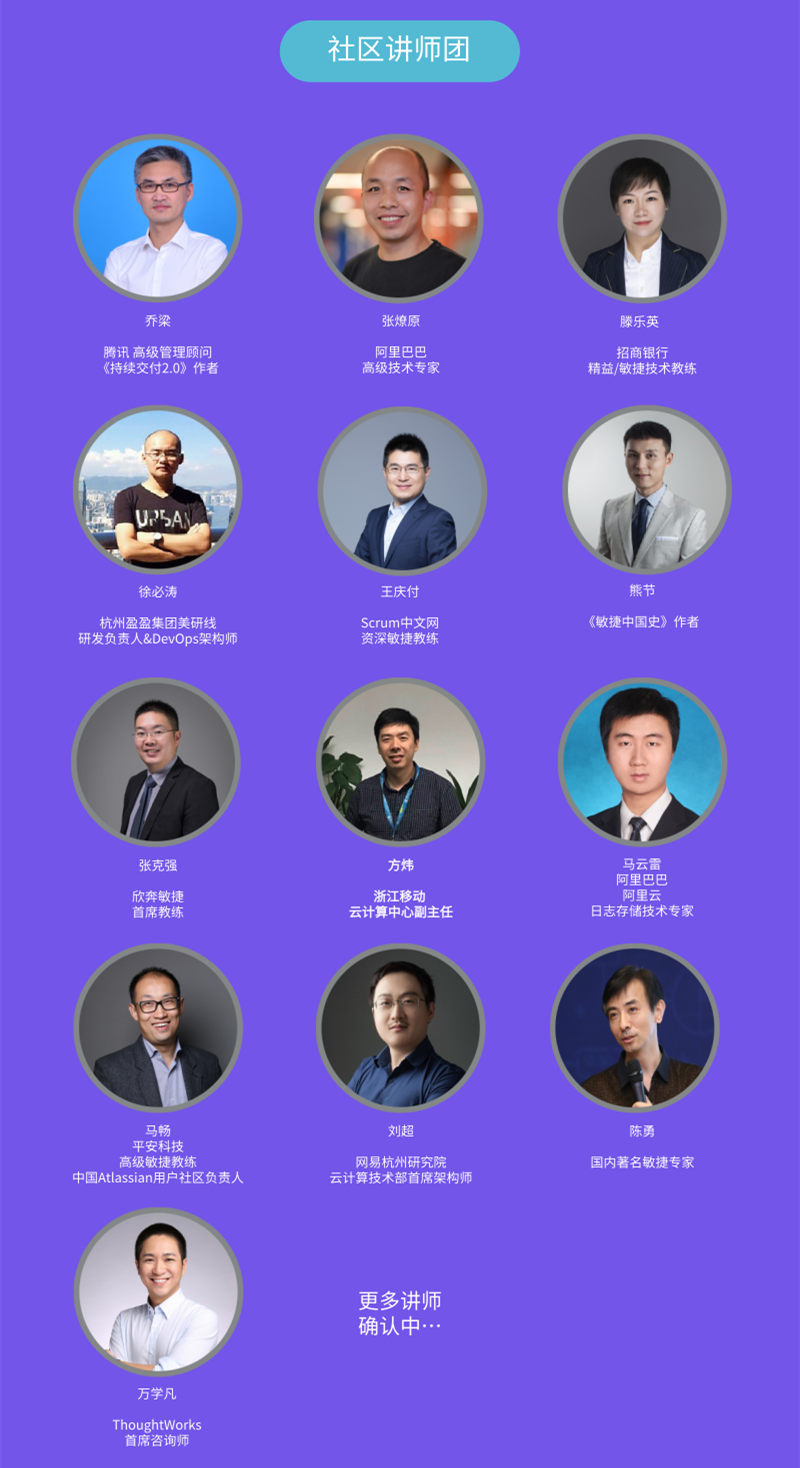 社区讲师团
乔梁
腾讯 高级管理顾问
《持续交付2.0》作者
张燎原
阿里巴巴
高级技术专家
滕乐英
招商银行
精益/敏捷技术教练
URBAN
徐必涛
杭州盈盈集团美研线
研发负责人&DevOps架构师
王庆付
Scrum中文网
资深敏捷教练
熊节
《敏捷中国史》作者
张克强
欣奔敏捷
首席教练
方炜
浙江移动
云计算中心副主任
马云雷
阿里巴巴
阿里云
日志存储技术专家
马畅
平安科技
高级敏捷教练
中国Atlassian用户社区负责人
刘超
网易杭州研究院
云计算技术部首席架构师
陈勇
国内著名敏捷专家
万学凡
ThoughtWorks
首席咨询师
更多讲师
确认中…